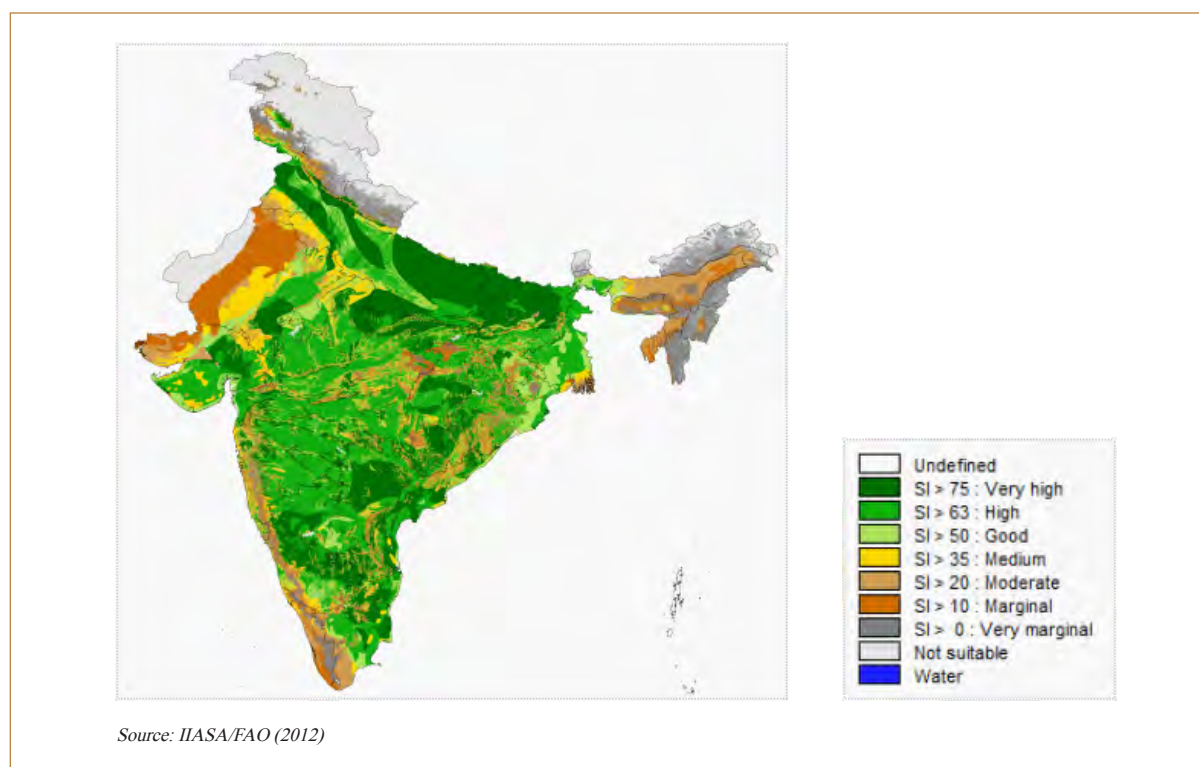 Undefined
SI > 75 : Very high
SI > 63 : High
SI > 50 : Good
SI > 35 : Medium
SI > 20 : Moderate
SI > 10 : Marginal
SI > 0 : Very marginal
Not suitable
Water
Source: IIASA/FAO (2012)